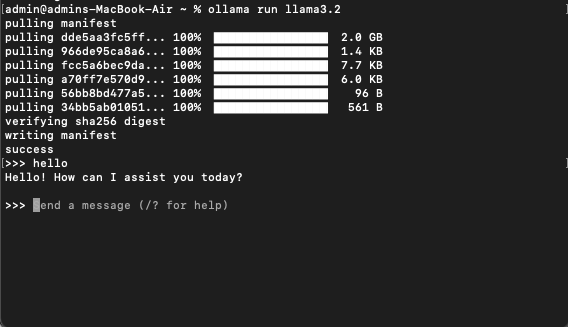 [admin@admins-MacBook-Air ~ % ollama run llama3.2
pulling manifest
pulling dde5aa3fc5ff... 100% 2.0 GB
pulling 966de95ca8a6... 100% 1.4 KB
pulling fcc5a6bec9da... 100% 7.7 KB
pulling a70ff7e570d9... 100% 6.0 KB
pulling 56bb8bd477a5... 100% 96 B
pulling 34bb5ab01051... 100% 561 B
verifying sha256 digest
writing manifest
success
[>>> hello ]
Hello! How can I assist you today?
>>> end a message (/? for help)